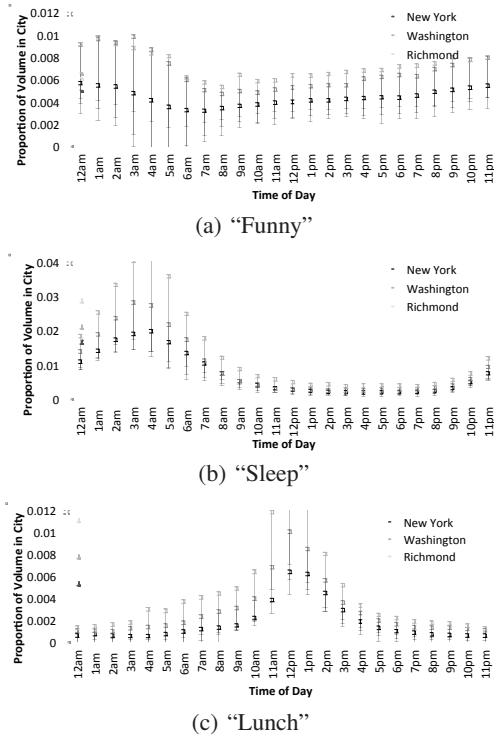 0.012
0.01
0.008
0.006
0.004
0.002
0
Proportion of Volume in City
New York
Washington
Richmond
12am 1am 2am 3am 4am 5am 6am 7am 8am 9am 10am 11am 12pm 1pm 2pm 3pm 4pm 5pm 6pm 7pm 8pm 9pm 10pm 11pm
Time of Day
(a) “Funny”
0.04
0.03
0.02
0.01
0
Proportion of Volume in City
New York
Washington
Richmond
12am 1am 2am 3am 4am 5am 6am 7am 8am 9am 10am 11am 12pm 1pm 2pm 3pm 4pm 5pm 6pm 7pm 8pm 9pm 10pm 11pm
Time of Day
(b) “Sleep”
0.012
0.01
0.008
0.006
0.004
0.002
0
Proportion of Volume in City
New York
Washington
Richmond
12am 1am 2am 3am 4am 5am 6am 7am 8am 9am 10am 11am 12pm 1pm 2pm 3pm 4pm 5pm 6pm 7pm 8pm 9pm 10pm 11pm
Time of Day
(c) “Lunch”